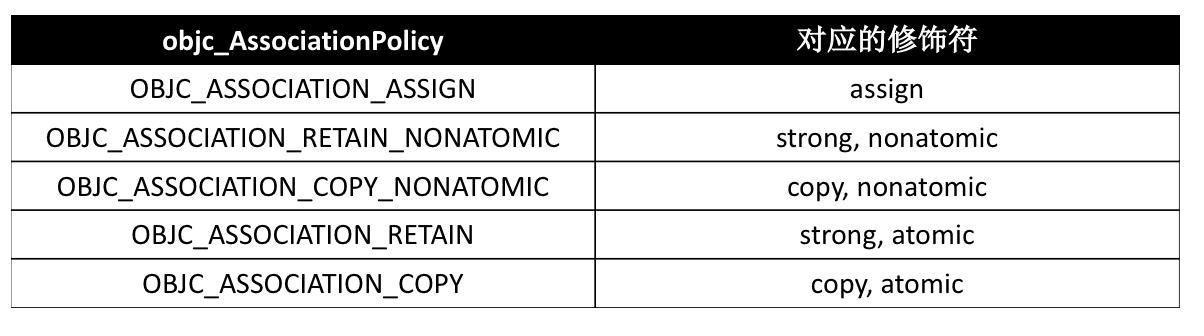 objc_AssociationPolicy 对应的修饰符
OBJC_ASSOCIATION_ASSIGN assign
OBJC_ASSOCIATION_RETAIN_NONATOMIC strong, nonatomic
OBJC_ASSOCIATION_COPY_NONATOMIC copy, nonatomic
OBJC_ASSOCIATION_RETAIN strong, atomic
OBJC_ASSOCIATION_COPY copy, atomic